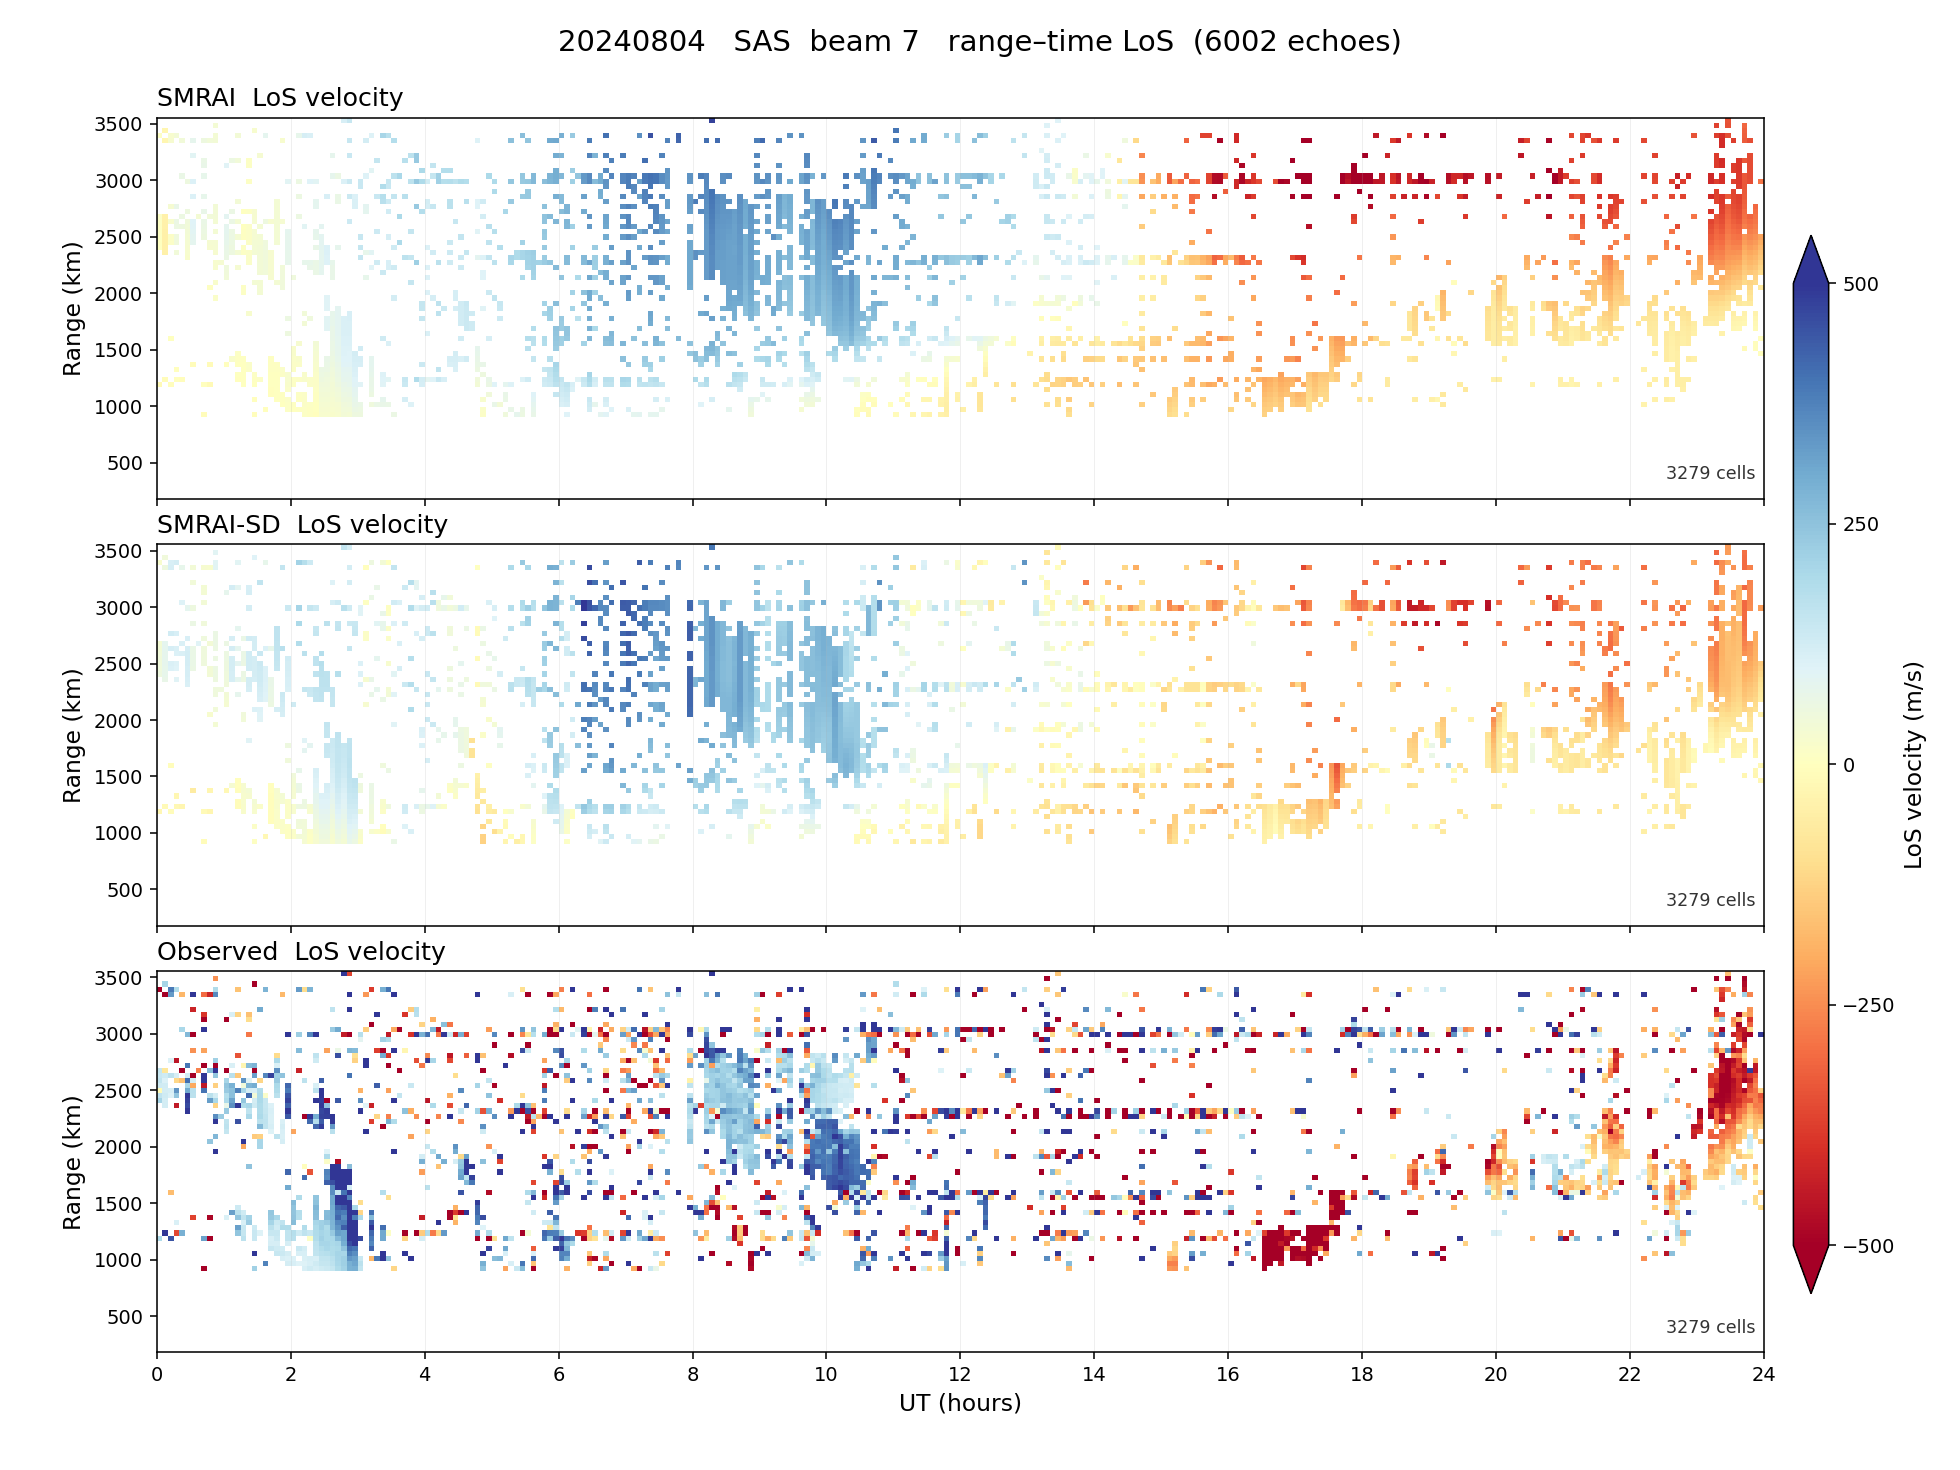 20240804   SAS  beam 7   range–time LoS  (6002 echoes)
SMRAI  LoS velocity
3500
3000
2500
2000
1500
1000
500
Range (km)
3279 cells
SMRAI-SD  LoS velocity
3500
3000
2500
2000
1500
1000
500
Range (km)
3279 cells
Observed  LoS velocity
3500
3000
2500
2000
1500
1000
500
Range (km)
3279 cells
0 2 4 6 8 10 12 14 16 18 20 22 24
UT (hours)
500
250
0
−250
−500
LoS velocity (m/s)